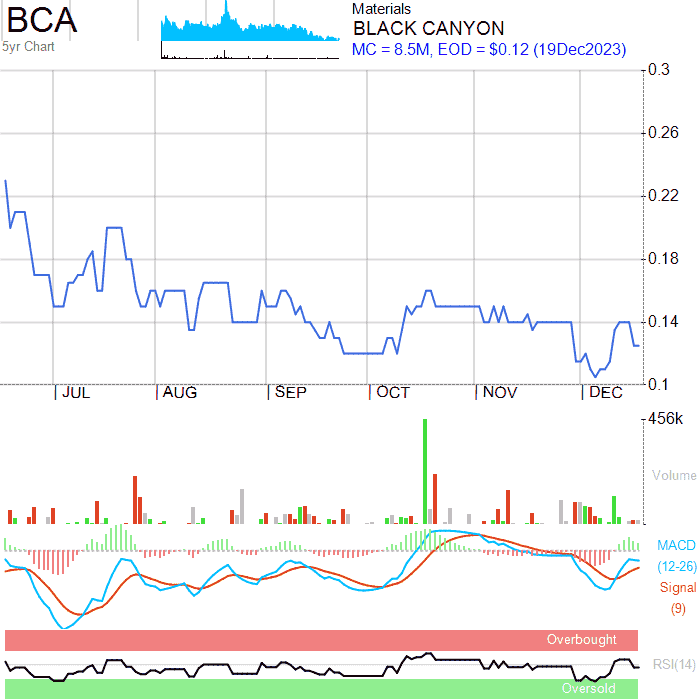 BCA
5yr Chart
Materials
BLACK CANYON
MC = 8.5M, EOD = $0.12 (19Dec2023)
0.3
0.26
0.22
0.18
0.14
0.1
JUL AUG SEP OCT NOV DEC
456k
Volume
MACD
(12-26)
Signal
(9)
Overbought
RSI(14)
Oversold